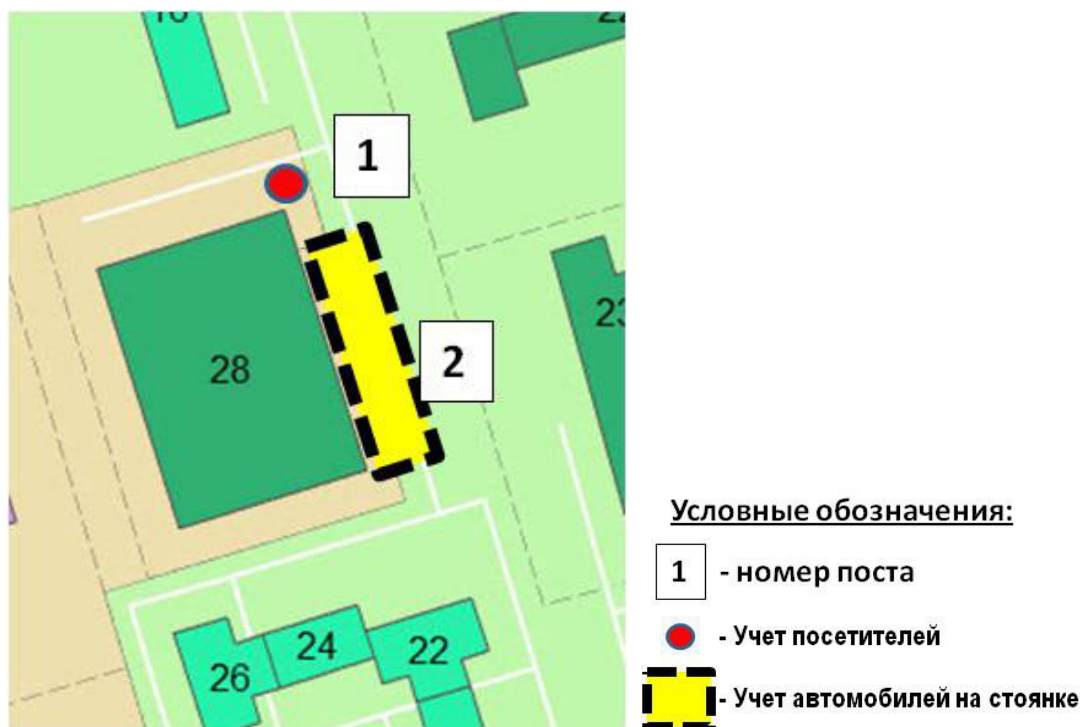 1
28
2
24
22
26
Условные обозначения:
1 - номер поста
- Учет посетителей
- Учет автомобилей на стоянке